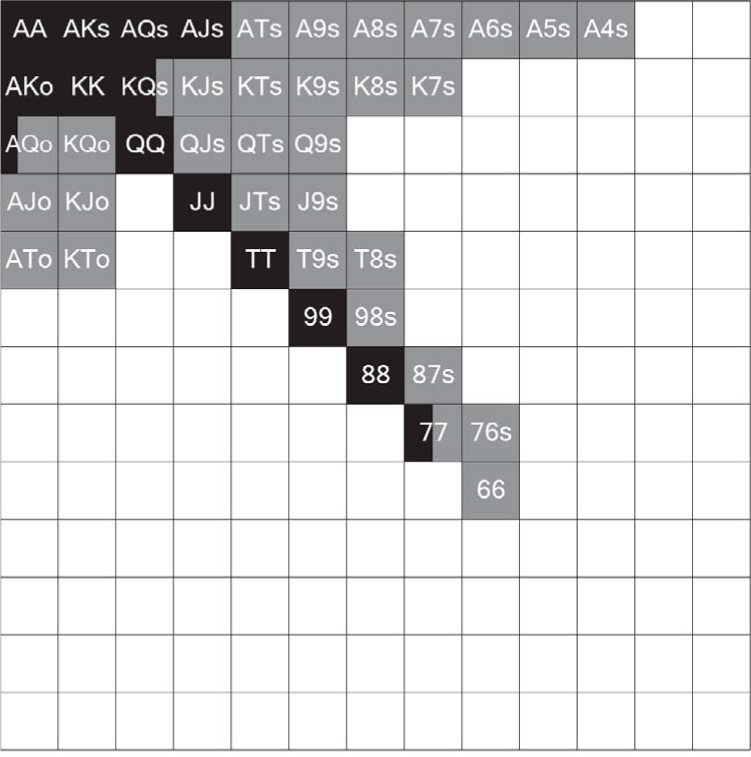 AA AKs AQs AJs ATs A9s A8s A7s A6s A5s A4s
AKo KK KQs KJs KTs K9s K8s K7s
AQo KQo QQ QJs QTs Q9s
AJo KJo JJ JTs J9s
ATo KTo TT T9s T8s
99 98s
88 87s
77 76s
66